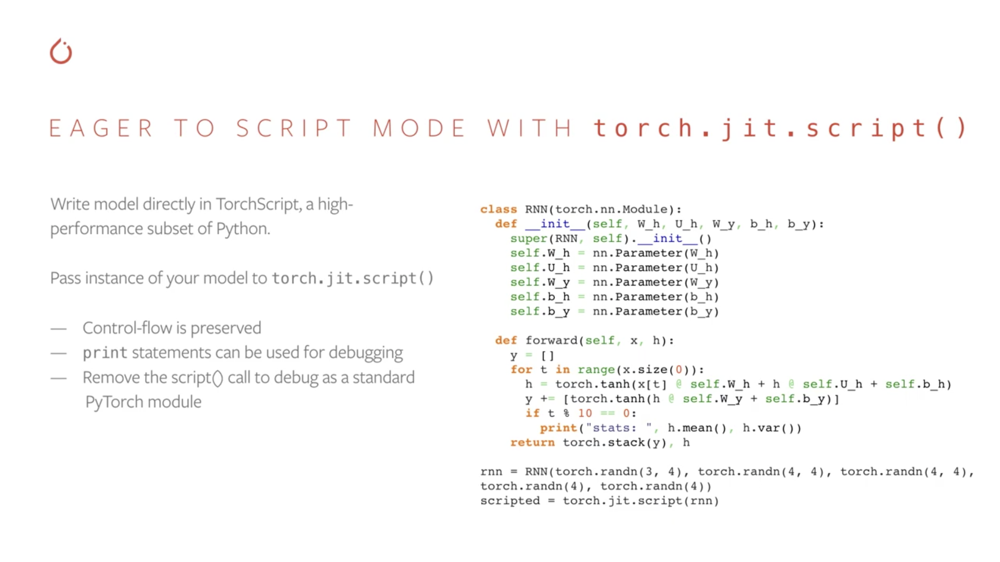 EAGER TO SCRIPT MODE WITH torch.jit.script()
Write model directly in TorchScript, a high-
performance subset of Python.
Pass instance of your model to torch.jit.script()
— Control-flow is preserved
— print statements can be used for debugging
— Remove the script() call to debug as a standard
PyTorch module
class RNN(torch.nn.Module):
  def __init__(self, W_h, U_h, W_y, b_h, b_y):
    super(RNN, self).__init__()
    self.W_h = nn.Parameter(W_h)
    self.U_h = nn.Parameter(U_h)
    self.W_y = nn.Parameter(W_y)
    self.b_h = nn.Parameter(b_h)
    self.b_y = nn.Parameter(b_y)
  def forward(self, x, h):
    y = []
    for t in range(x.size(0)):
      h = torch.tanh(x[t] @ self.W_h + h @ self.U_h + self.b_h)
      y += [torch.tanh(h @ self.W_y + self.b_y)]
      if t % 10 == 0:
        print("stats: ", h.mean(), h.var())
    return torch.stack(y), h
rnn = RNN(torch.randn(3, 4), torch.randn(4, 4), torch.randn(4, 4),
torch.randn(4), torch.randn(4))
scripted = torch.jit.script(rnn)